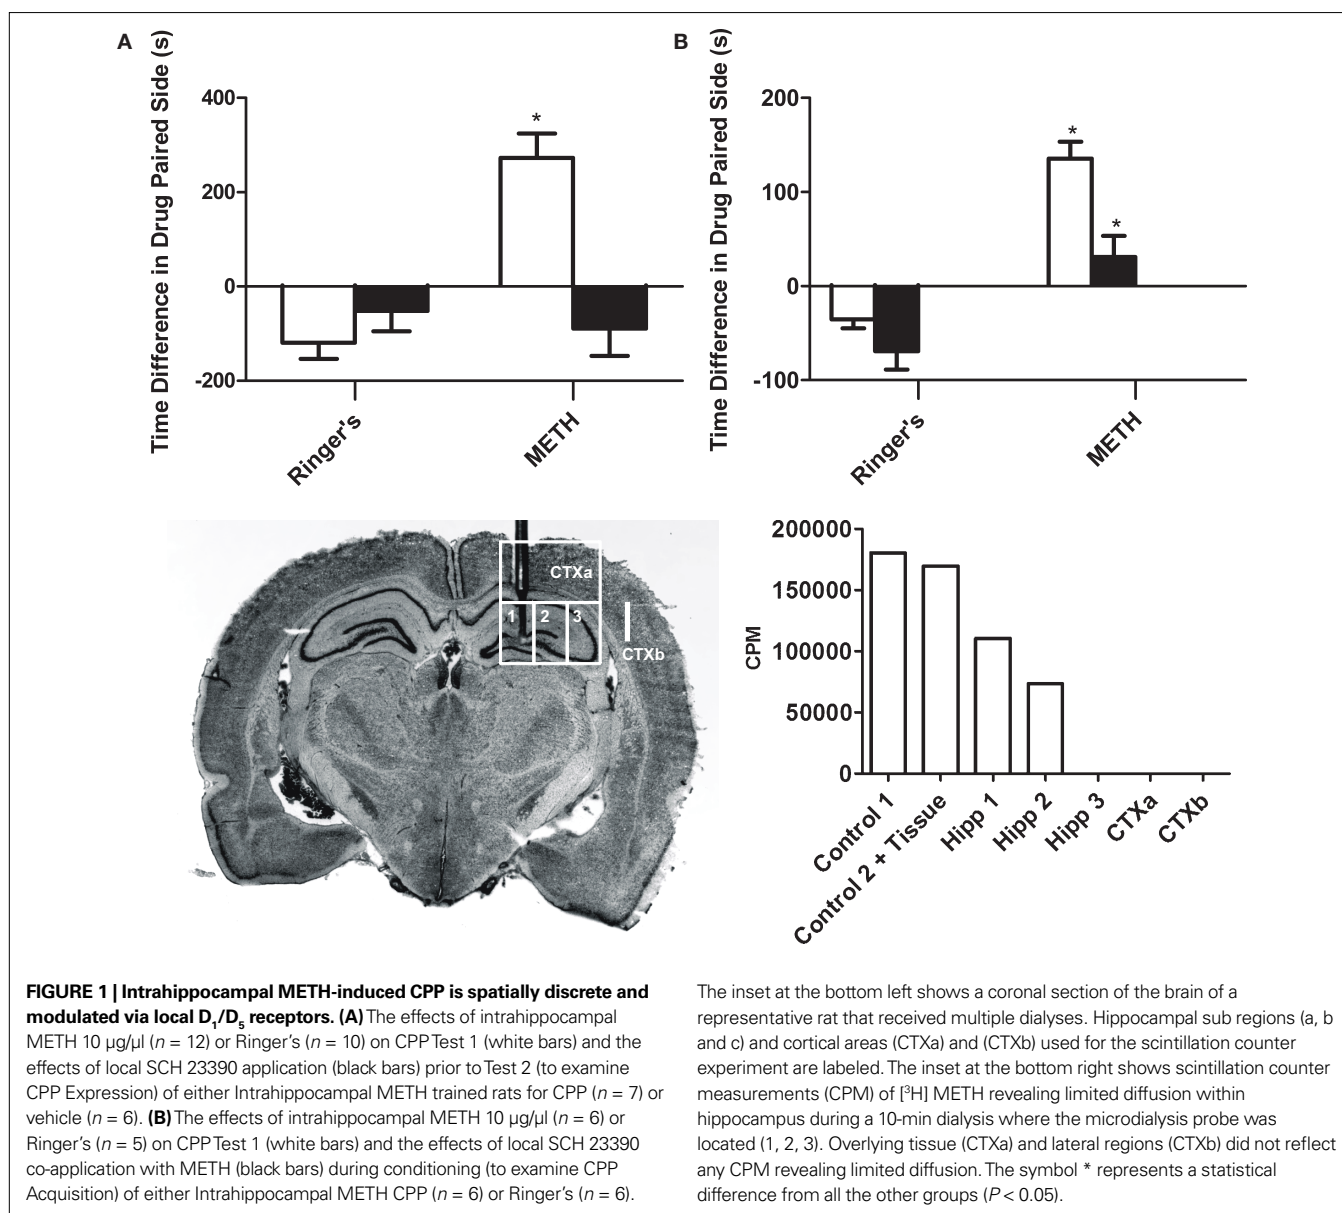 A
B
Time Difference in Drug Paired Side (s)
400
200
0
-200
*
Ringer's
METH
Time Difference in Drug Paired Side (s)
200
100
0
-100
*
*
Ringer's
METH
CTXa
1
2
3
CTXb
CPM
200000
150000
100000
50000
0
Control 1
Control 2 + Tissue
Hipp 1
Hipp 2
Hipp 3
CTXa
CTXb
FIGURE 1 | Intrahippocampal METH-induced CPP is spatially discrete and
modulated via local D1/D5 receptors. (A) The effects of intrahippocampal
METH 10 µg/µl (n = 12) or Ringer's (n = 10) on CPP Test 1 (white bars) and the
effects of local SCH 23390 application (black bars) prior to Test 2 (to examine
CPP Expression) of either Intrahippocampal METH trained rats for CPP (n = 7) or
vehicle (n = 6). (B) The effects of intrahippocampal METH 10 µg/µl (n = 6) or
Ringer's (n = 5) on CPP Test 1 (white bars) and the effects of local SCH 23390
co-application with METH (black bars) during conditioning (to examine CPP
Acquisition) of either Intrahippocampal METH CPP (n = 6) or Ringer's (n = 6).
The inset at the bottom left shows a coronal section of the brain of a
representative rat that received multiple dialyses. Hippocampal sub regions (a, b
and c) and cortical areas (CTXa) and (CTXb) used for the scintillation counter
experiment are labeled. The inset at the bottom right shows scintillation counter
measurements (CPM) of [³H] METH revealing limited diffusion within
hippocampus during a 10-min dialysis where the microdialysis probe was
located (1, 2, 3). Overlying tissue (CTXa) and lateral regions (CTXb) did not reflect
any CPM revealing limited diffusion. The symbol * represents a statistical
difference from all the other groups (P < 0.05).